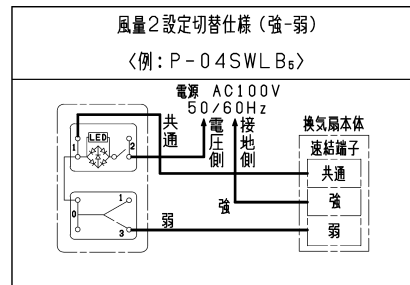 風量2設定切替仕様（強-弱）
〈例：P-04SWLB₅〉
電源 AC100V
50/60Hz
共通
電圧側
接地側
換気扇本体
速結端子
LED
1
2
共通
強
強
0
1
3
弱
弱